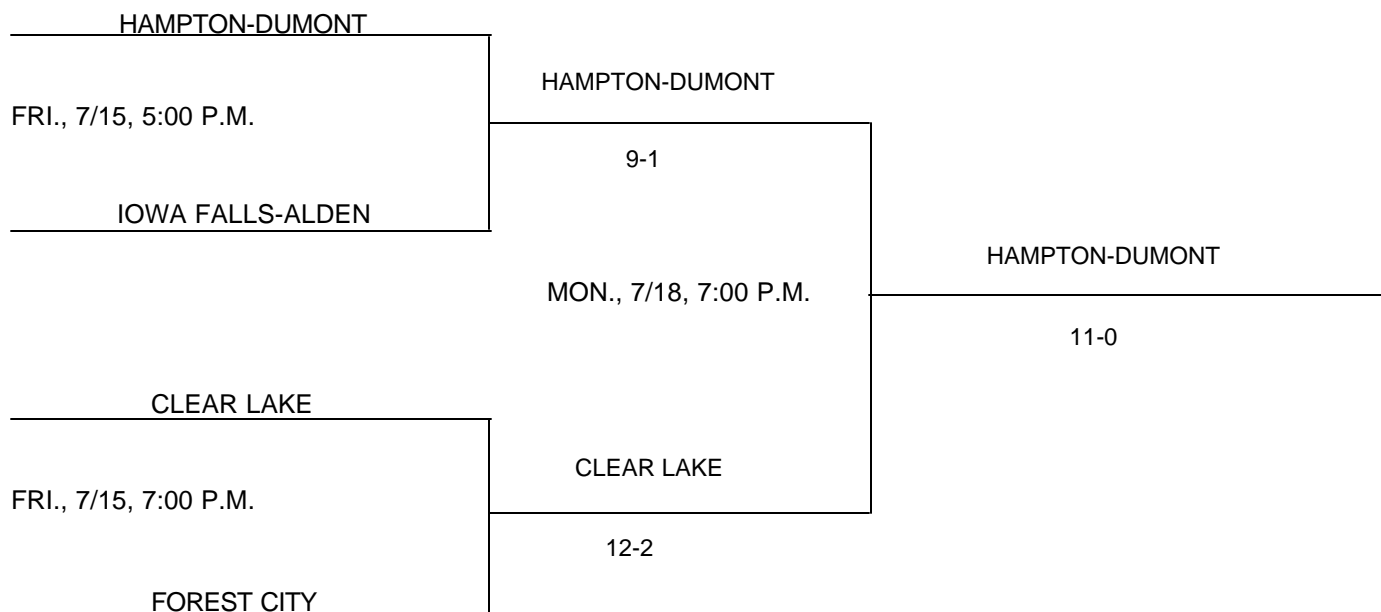 HAMPTON-DUMONT
HAMPTON-DUMONT
FRI., 7/15, 5:00 P.M.
9-1
IOWA FALLS-ALDEN
HAMPTON-DUMONT
MON., 7/18, 7:00 P.M.
11-0
CLEAR LAKE
CLEAR LAKE
FRI., 7/15, 7:00 P.M.
12-2
FOREST CITY